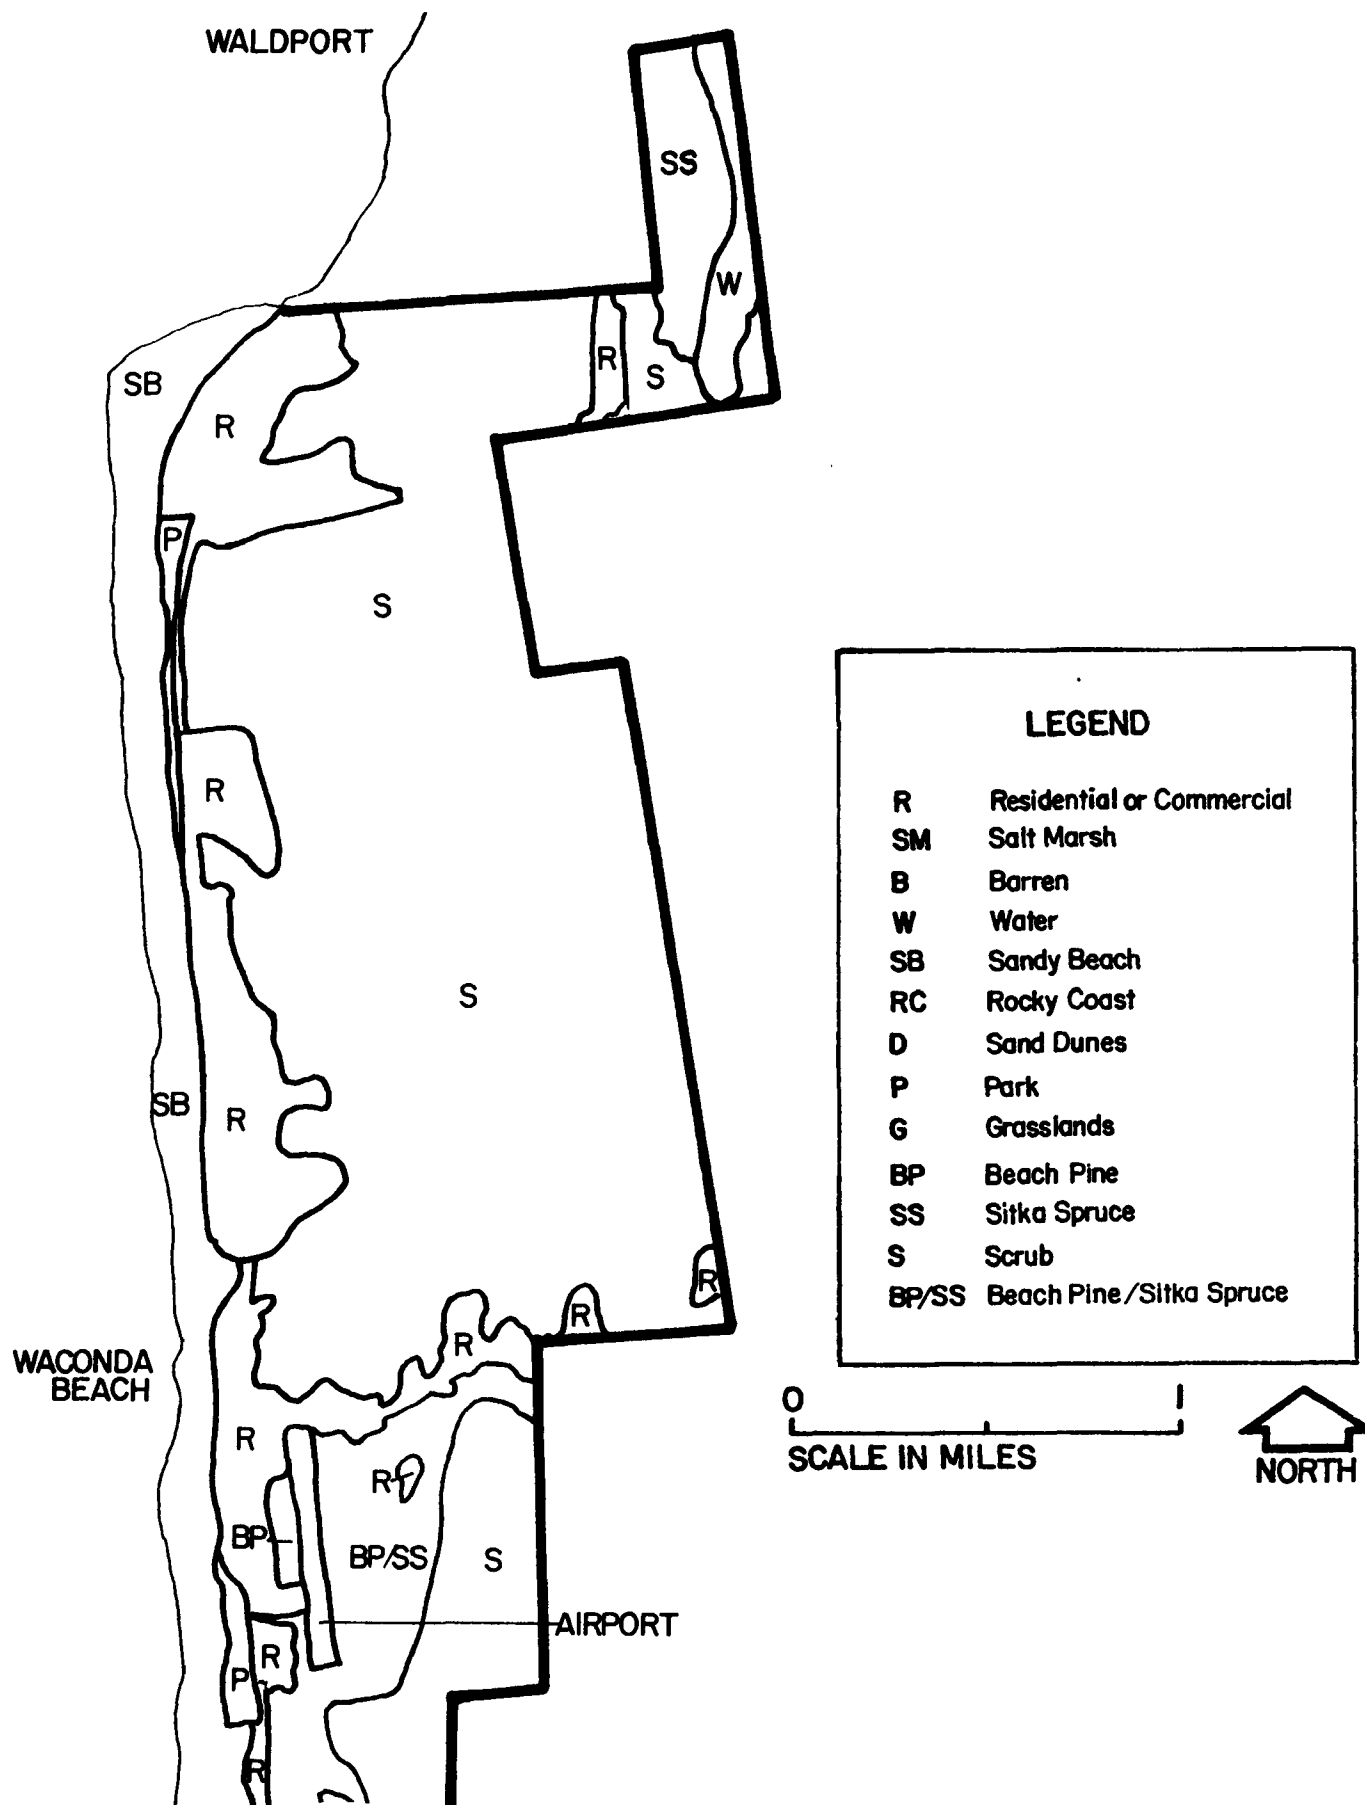 WALDPORT
SS
W
SB
R
R
S
P
S
R
S
SB
R
R
R
R
WACONDA
BEACH
R
R
BP
BP/SS
S
AIRPORT
R
P
R
LEGEND
R Residential or Commercial
SM Salt Marsh
B Barren
W Water
SB Sandy Beach
RC Rocky Coast
D Sand Dunes
P Park
G Grasslands
BP Beach Pine
SS Sitka Spruce
S Scrub
BP/SS Beach Pine/Sitka Spruce
0 1
SCALE IN MILES
NORTH